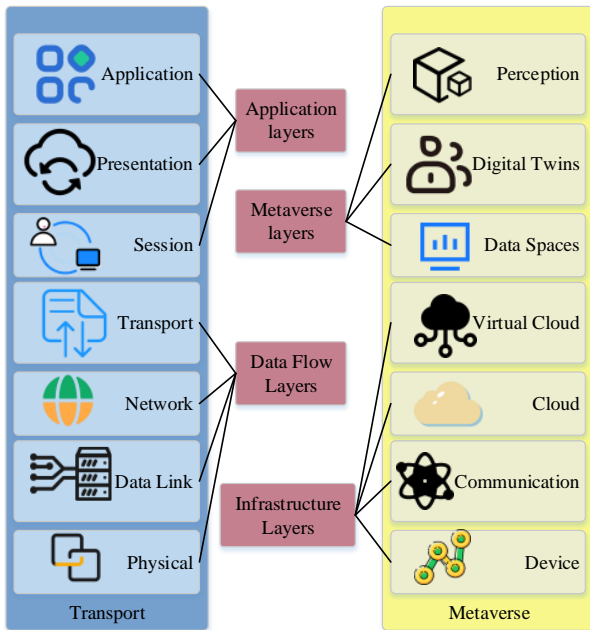 Application
Presentation
Session
Transport
Network
Data Link
Physical
Transport
Application
layers
Metaverse
layers
Data Flow
Layers
Infrastructure
Layers
Perception
Digital Twins
Data Spaces
Virtual Cloud
Cloud
Communication
Device
Metaverse